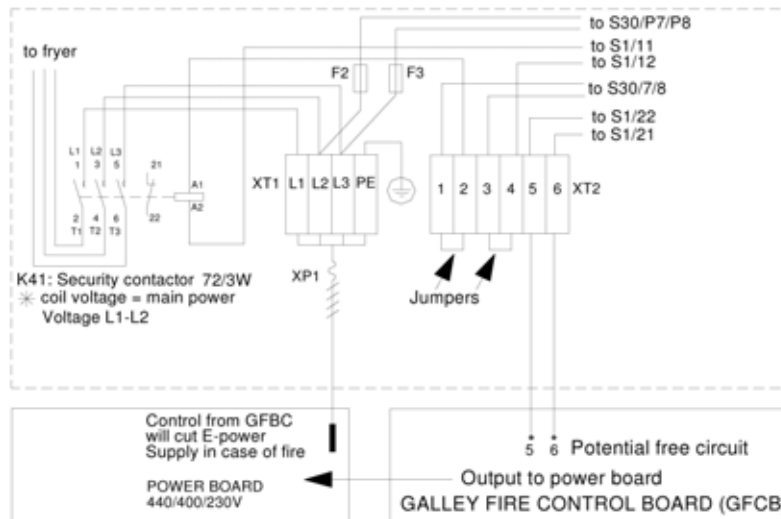 to S30/P7/P8
to fryer
to S1/11
to S1/12
F2
F3
to S30/7/8
to S1/22
to S1/21
L1 L2 L3
1 3 5 21
A1
A2
2 4 6 22
T1 T2 T3
XT1 L1 L2 L3 PE
1 2 3 4 5 6 XT2
XP1
Jumpers
K41: Security contactor 72/3W
✳ coil voltage = main power
Voltage L1-L2
Control from GFBC
will cut E-power
Supply in case of fire
POWER BOARD
440/400/230V
5 6 Potential free circuit
Output to power board
GALLEY FIRE CONTROL BOARD (GFCB